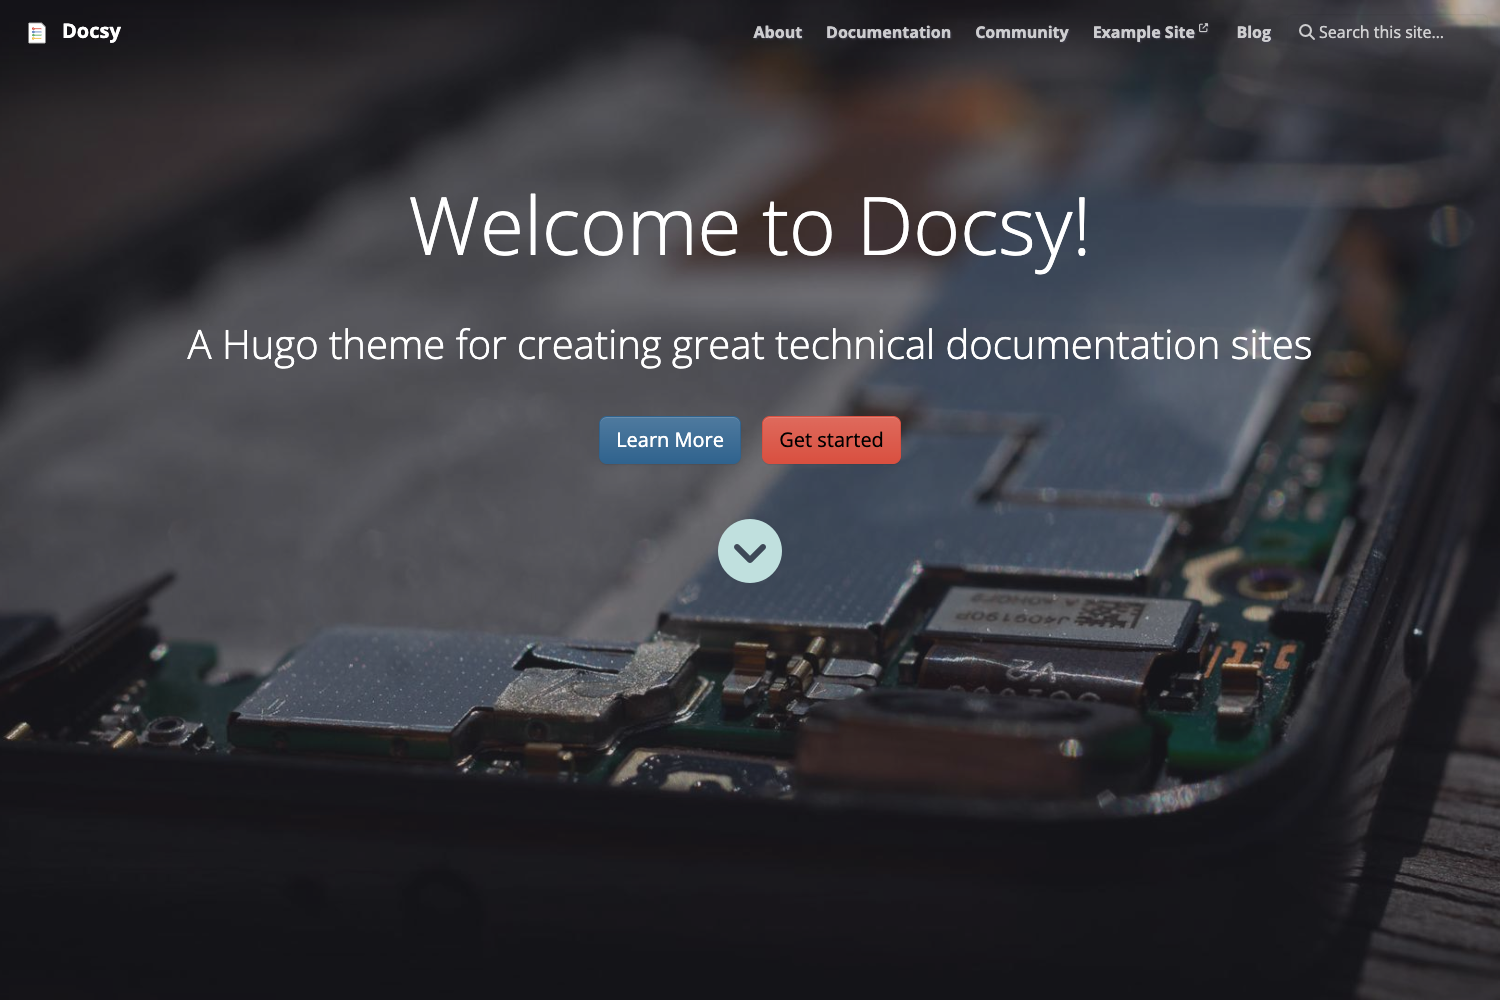 Docsy
About Documentation Community Example Site Blog Search this site...
Welcome to Docsy!
A Hugo theme for creating great technical documentation sites
Learn More Get started
J409190P